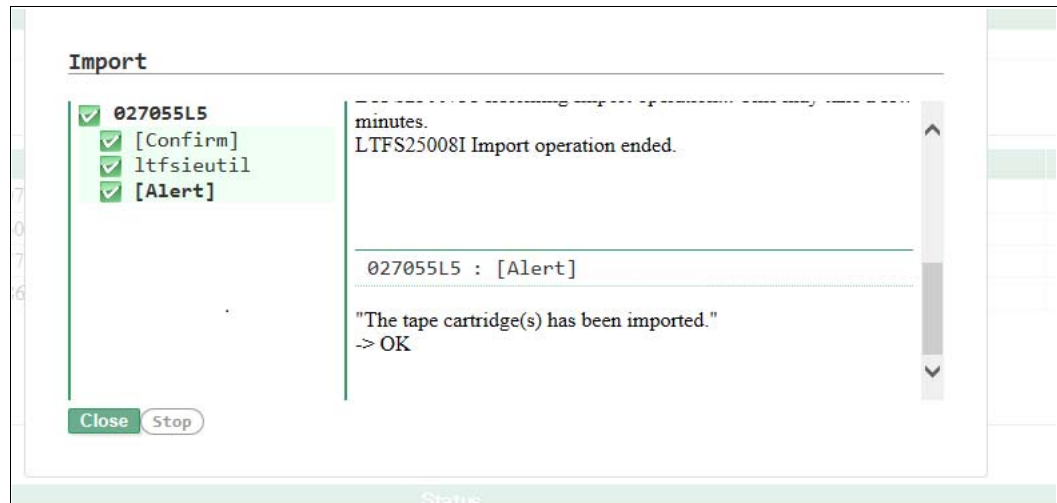 Import
027055L5
[Confirm]
ltfsieutil
[Alert]
minutes.
LTFS25008I Import operation ended.
027055L5 : [Alert]
"The tape cartridge(s) has been imported."
-> OK
Close
Stop
Status